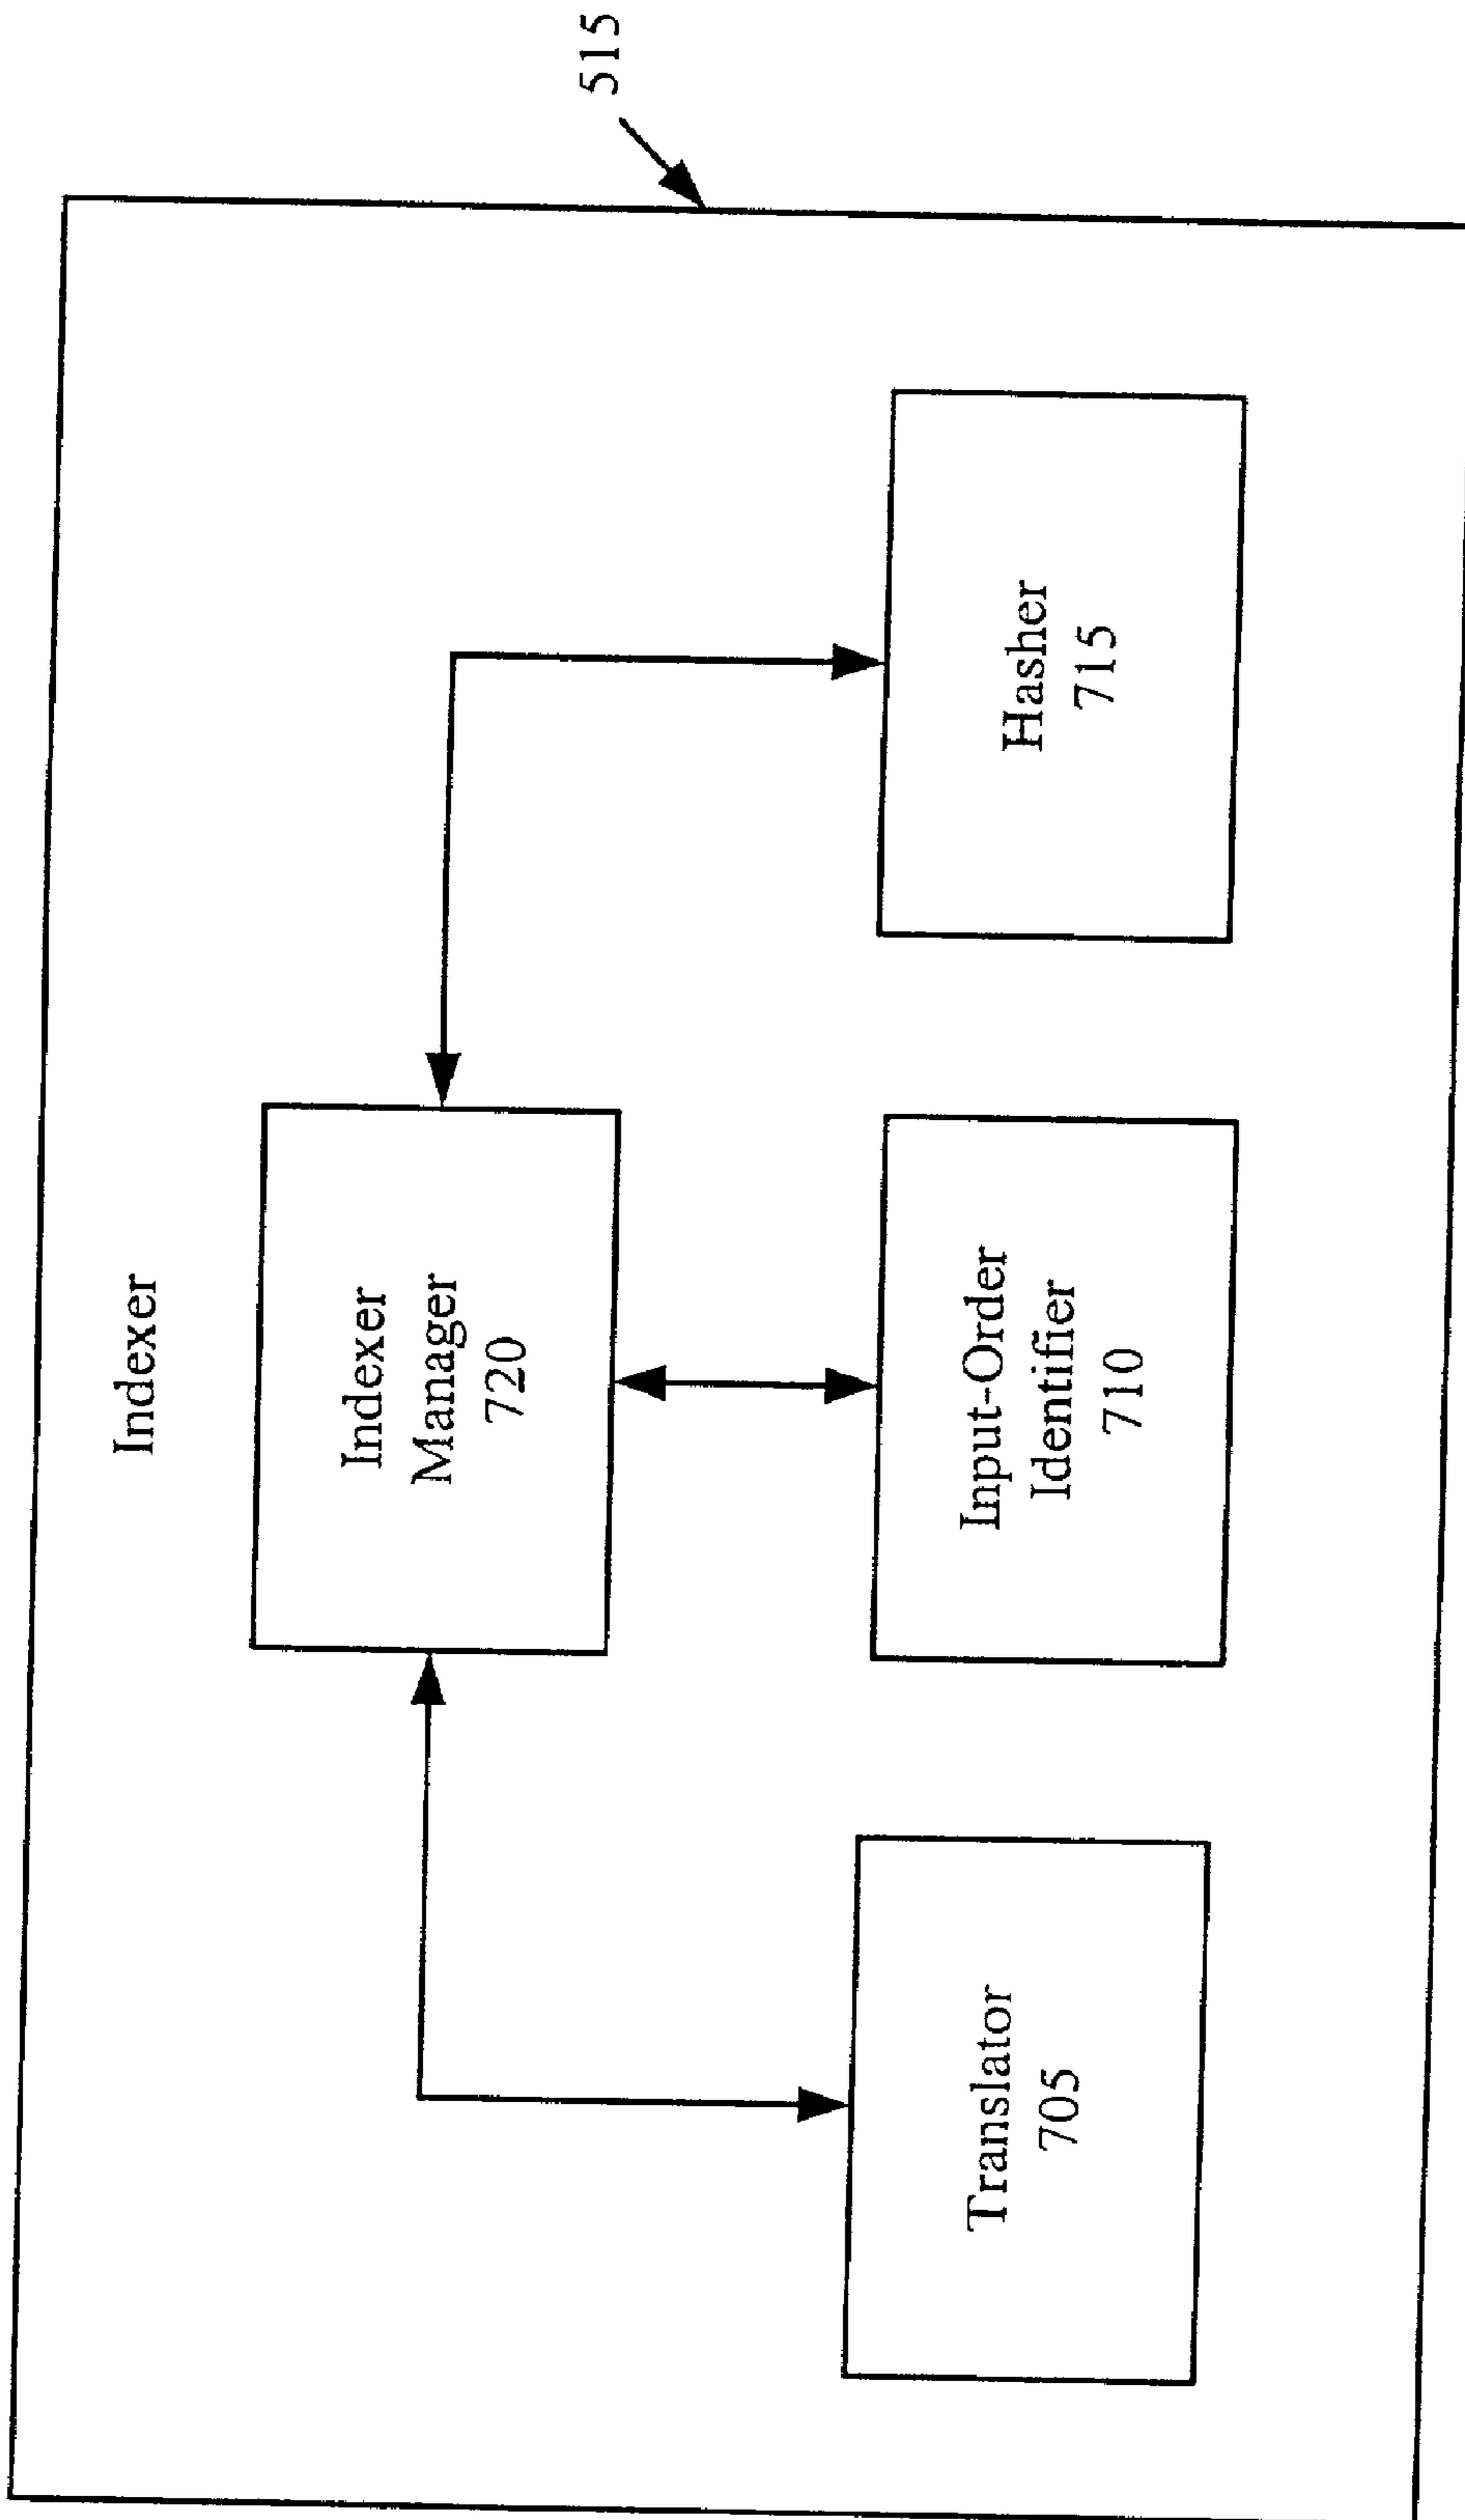 Indexer
515
Indexer
Manager
720
Translator
705
Input-Order
Identifier
710
Hasher
715